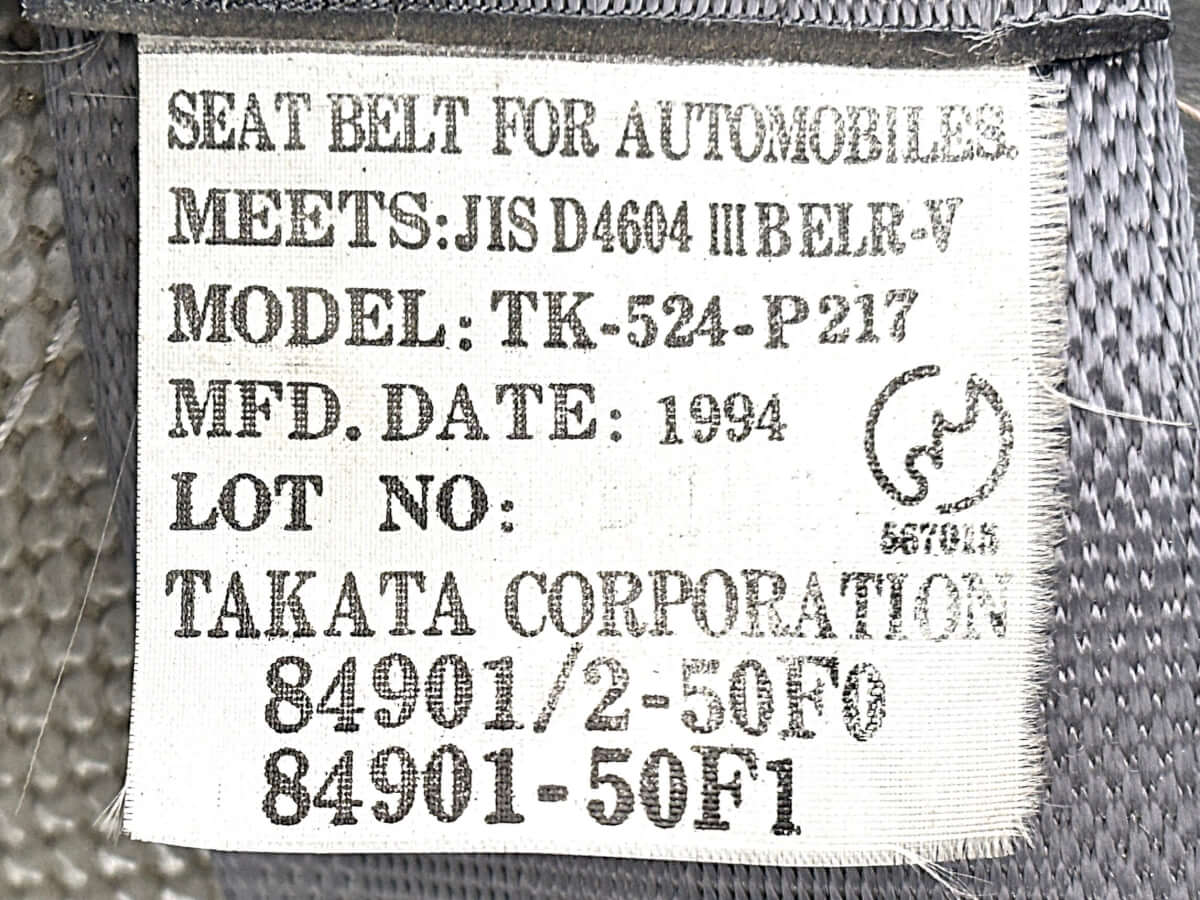 SEAT BELT FOR AUTOMOBILES.
MEETS:JIS D4604 III BELR-V
MODEL: TK-524-P217
MFD. DATE: 1994
LOT NO:
TAKATA CORPORATION
84901/2-50F0
84901-50F1